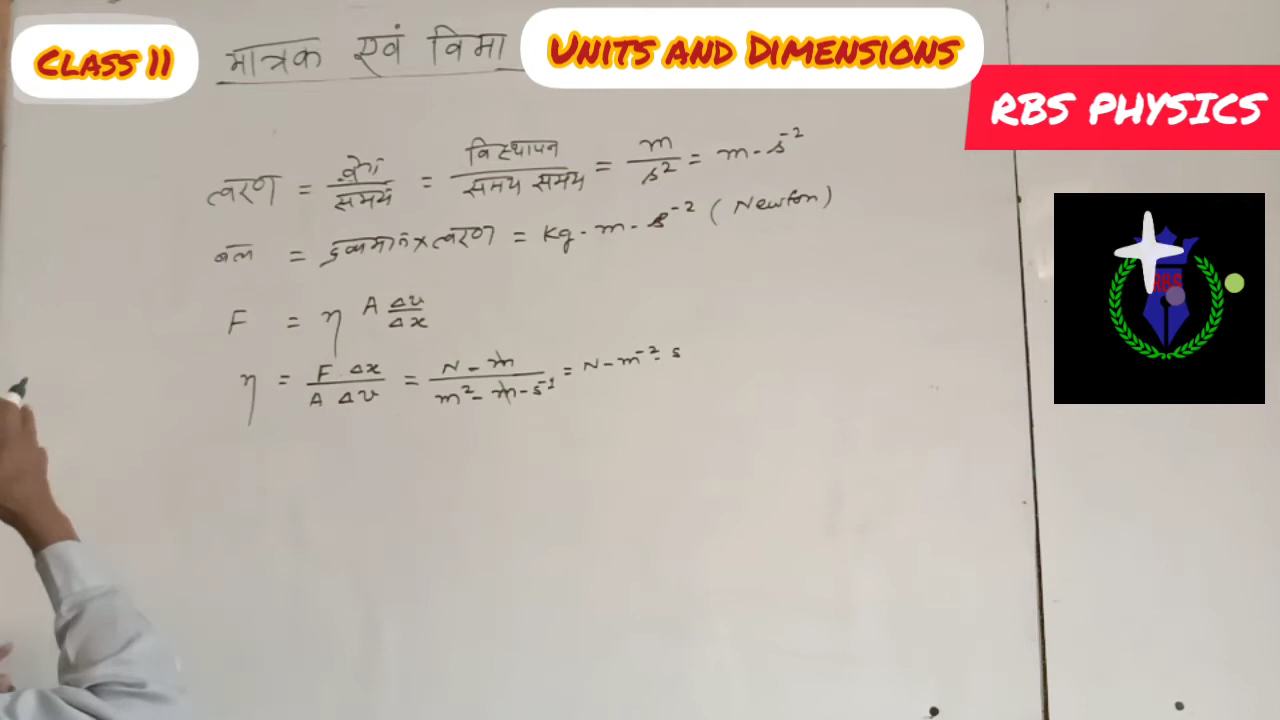 CLASS 11
मात्रक एवं विमा
UNITS AND DIMENSIONS
RBS PHYSICS
त्वरण = वेग / समय = विस्थापन / समय समय = m / s² = m - s⁻²
बल = द्रव्यमान × त्वरण = Kg - m - s⁻² (Newton)
F = η A Δv / Δx
η = F Δx / A Δv = N - m / m² - m - s⁻¹ = N - m⁻² - s
RBS